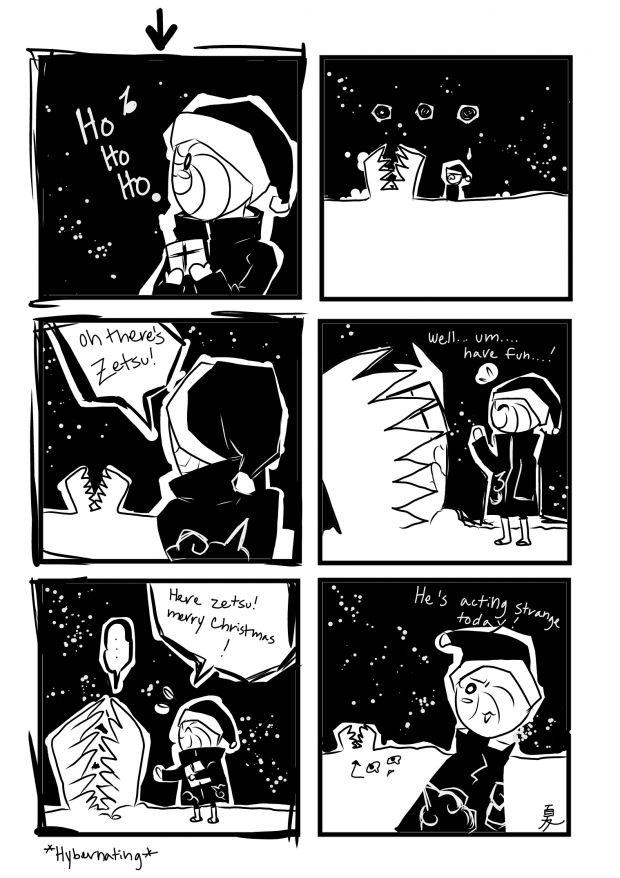 Ho
Ho
Ho
oh there's
Zetsu!
Here zetsu!
merry Christmas
!
*Hybernating*
Well... um....
have fun....!
He's acting strange
today!
夏